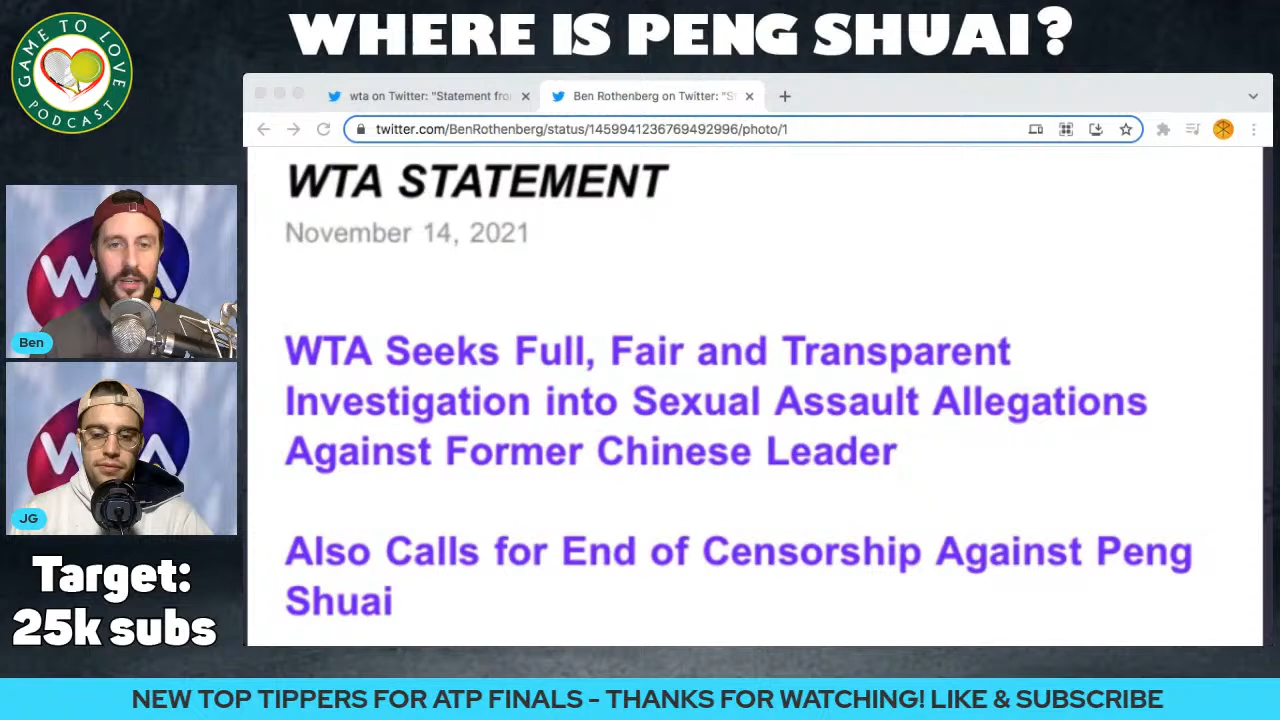 WHERE IS PENG SHUAI?
GAME TO LOVE
PODCAST
wta on Twitter: "Statement fro
Ben Rothenberg on Twitter: "S
twitter.com/BenRothenberg/status/1459941236769492996/photo/1
WTA STATEMENT
November 14, 2021
WTA Seeks Full, Fair and Transparent
Investigation into Sexual Assault Allegations
Against Former Chinese Leader
Also Calls for End of Censorship Against Peng
Shuai
Ben
JG
Target:
25k subs
NEW TOP TIPPERS FOR ATP FINALS - THANKS FOR WATCHING! LIKE & SUBSCRIBE